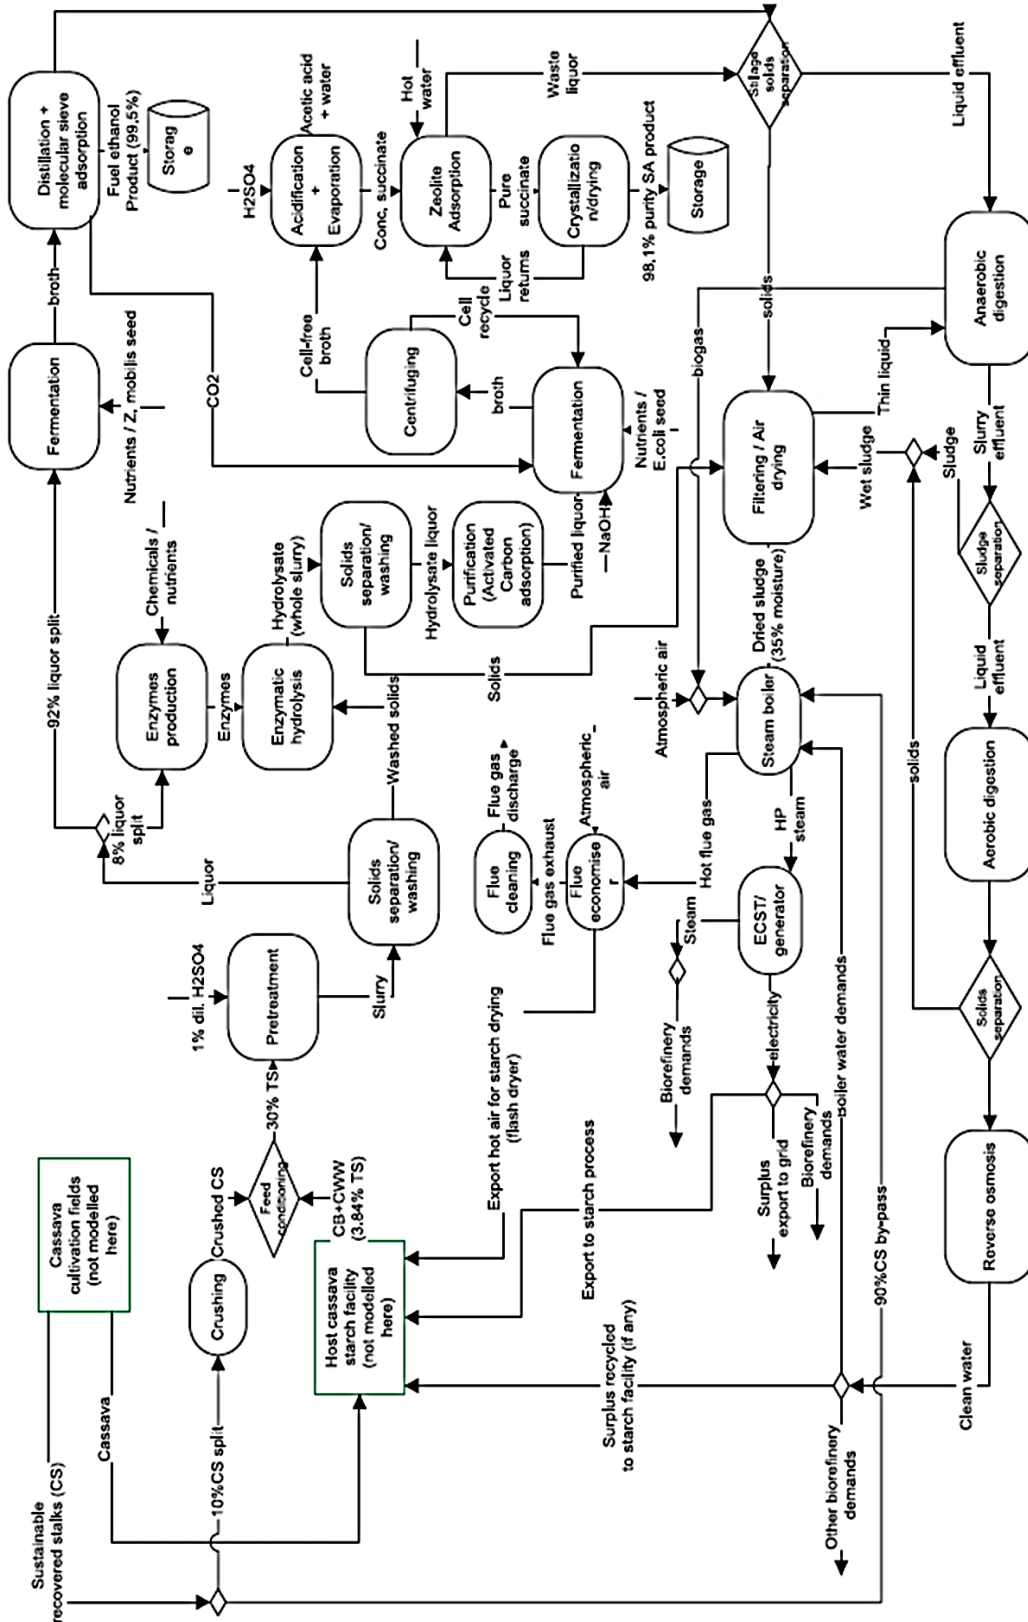 Sustainable
recovered stalks (CS)
Cassava
cultivation fields
(not modelled
here)
Cassava
10%CS split
Crushing
Crushed CS
Feed
conditioning
30% TS
CB+CWW
(3.84% TS)
Host cassava
starch facility
(not modelled
here)
1% dil. H2SO4
Pretreatment
Slurry
Solids
separation/
washing
Liquor
8% liquor
split
92% liquor split
Washed solids
Chemicals /
nutrients
Enzymes
production
Enzymes
Enzymatic
hydrolysis
Hydrolysate
(whole slurry)
Solids
separation/
washing
Solids
Hydrolysate liquor
Purification
(Activated
Carbon
adsorption)
Purified liquor
NaOH
Nutrients / Z, mobilis seed
Fermentation
broth
Distillation +
molecular sieve
adsorption
Fuel ethanol
Product (99,5%)
Storag
e
CO2
Fermentation
Nutrients /
E.coli seed
broth
Centrifuging
Cell
recycle
Cell-free
broth
H2SO4
Acidification
+
Evaporation
Acetic acid
+ water
Conc, succinate
Hot
water
Zeolite
Adsorption
Waste
liquor
Pure
succinate
Liquor
returns
Crystallizatio
n/drying
98,1% purity SA product
Storage
Stillage
solids
separation
Liquid effluent
solids
biogas
Filtering / Air
drying
Thin liquid
Wet sludge
Anaerobic
digestion
Slurry
effluent
Sludge
Sludge separation
Liquid
effluent
Aerobic digestion
solids
Solids
separation
Reverse osmosis
Clean water
Dried sludge
(35% moisture)
Atmospheric air
Steam boiler
Hot flue gas
HP
steam
Atmospheric
air
Flue
economise
r
Flue gas exhaust
Flue
cleaning
Flue gas
discharge
ECST/
generator
Steam
Biorefinery
demands
electricity
Surplus
export to grid
Biorefinery
demands
Export hot air for starch drying
(flash dryer)
Export to starch process
Surplus recycled
to starch facility (if any)
Boiler water demands
90%CS by-pass
Other biorefinery
demands